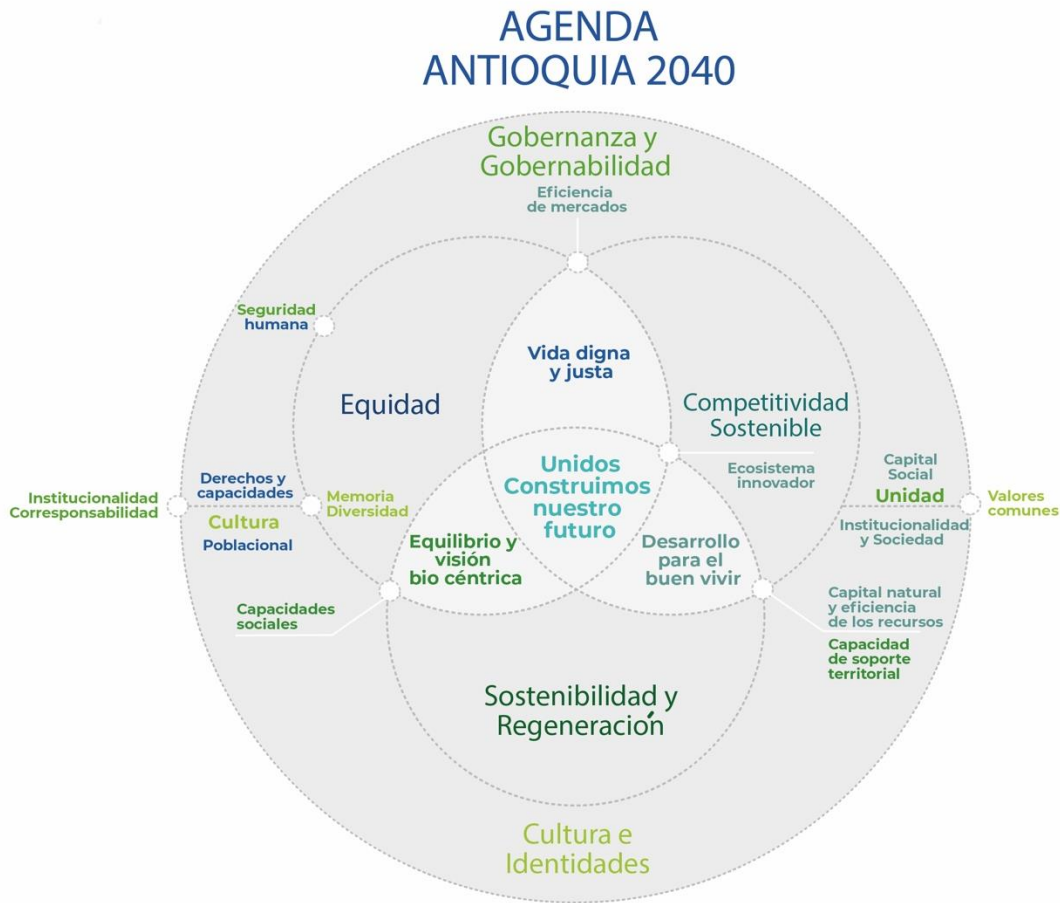 AGENDA
ANTIOQUIA 2040
Gobernanza y
Gobernabilidad
Eficiencia
de mercados
Seguridad
humana
Vida digna
y justa
Equidad
Competitividad
Sostenible
Ecosistema
innovador
Unidos
Construimos
nuestro
futuro
Capital
Social
Unidad
Institucionalidad
y Sociedad
Valores
comunes
Institucionalidad
Corresponsabilidad
Derechos y
capacidades
Cultura
Poblacional
Memoria
Diversidad
Equilibrio y
visión
bio céntrica
Desarrollo
para el
buen vivir
Capacidades
sociales
Capital natural
y eficiencia
de los recursos
Capacidad
de soporte
territorial
Sostenibilidad y
Regeneración
Cultura e
Identidades